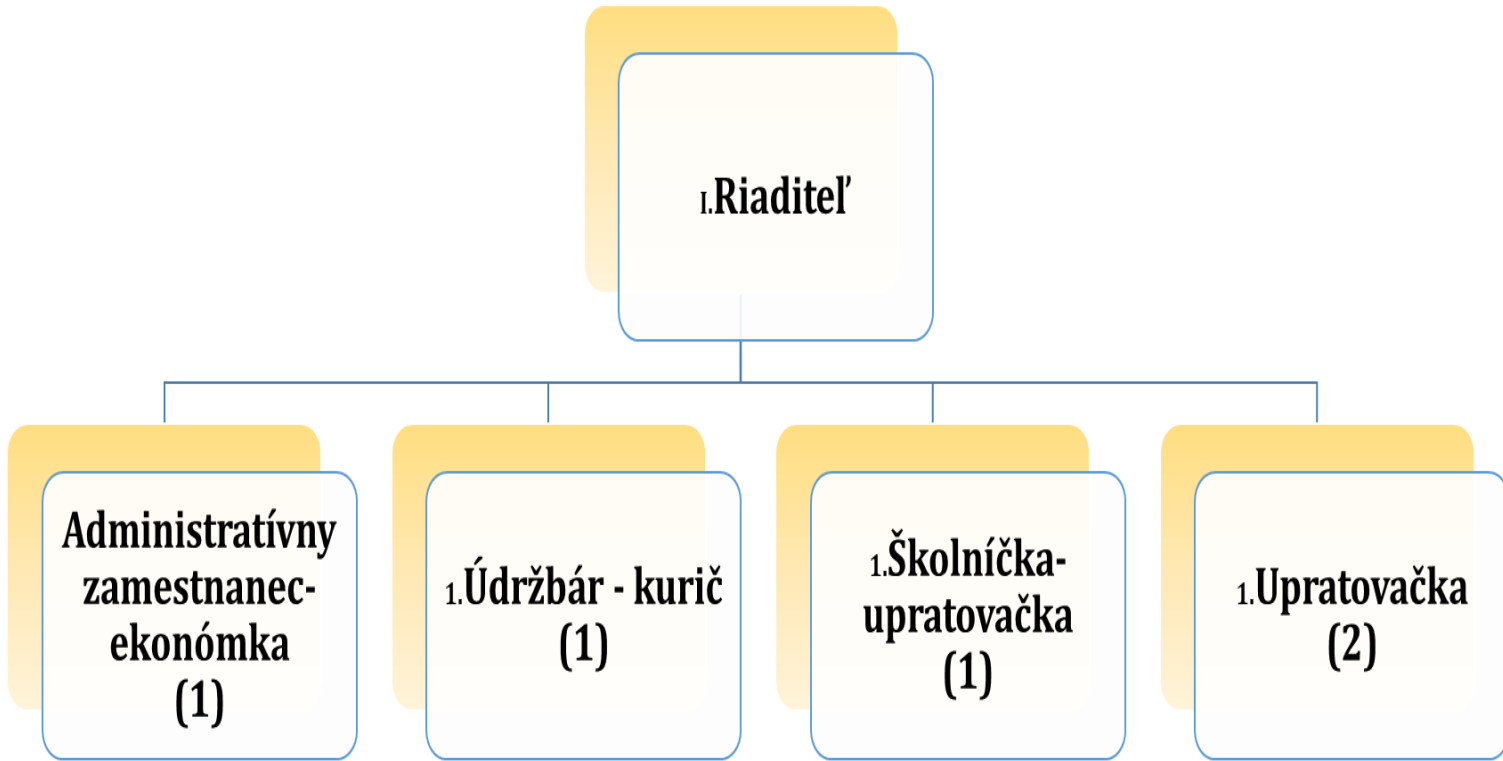 I.Riaditeľ
Administratívny
zamestnanec-
ekonómka
(1)
1.Údržbár - kurič
(1)
1.Školníčka-
upratovačka
(1)
1.Upratovačka
(2)